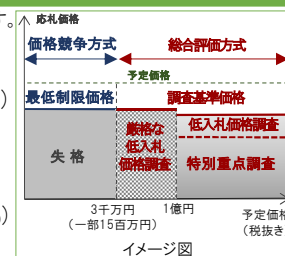 す。
応札価格
価格競争方式
総合評価方式
予定価格
)
最低制限価格
調査基準価格
失格
厳格な
低入札
価格調査
低入札価格調査
特別重点調査
)
3千万円
(一部15百万円)
1億円
予定価格
(税抜き
イメージ図